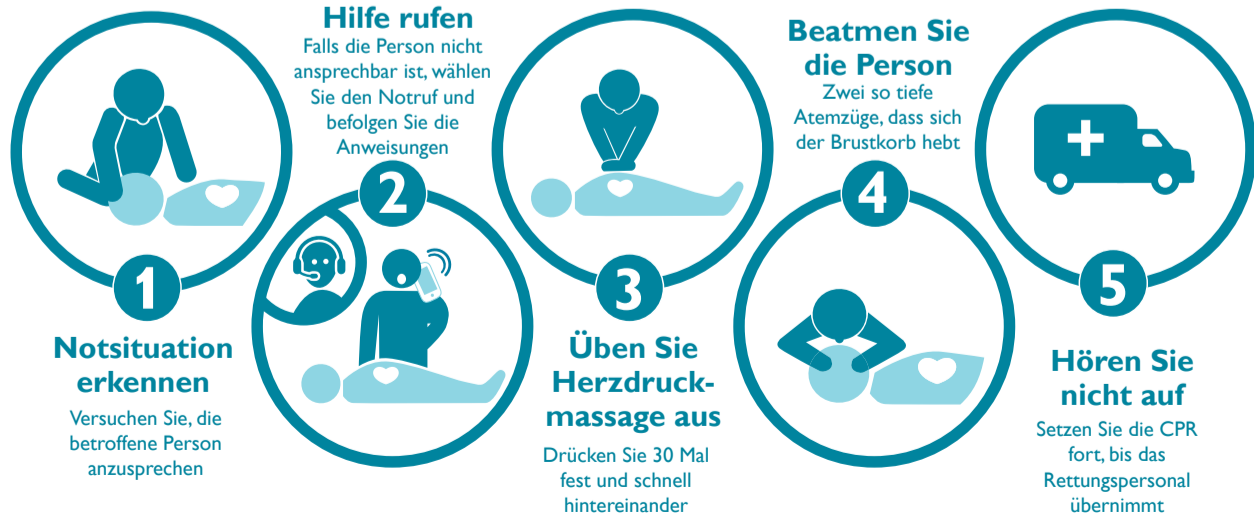 1
Notsituation
erkennen
Versuchen Sie, die
betroffene Person
anzusprechen
Hilfe rufen
Falls die Person nicht
ansprechbar ist, wählen
Sie den Notruf und
befolgen Sie die
Anweisungen
2
3
Üben Sie
Herzdruck-
massage aus
Drücken Sie 30 Mal
fest und schnell
hintereinander
Beatmen Sie
die Person
Zwei so tiefe
Atemzüge, dass sich
der Brustkorb hebt
4
5
Hören Sie
nicht auf
Setzen Sie die CPR
fort, bis das
Rettungspersonal
übernimmt